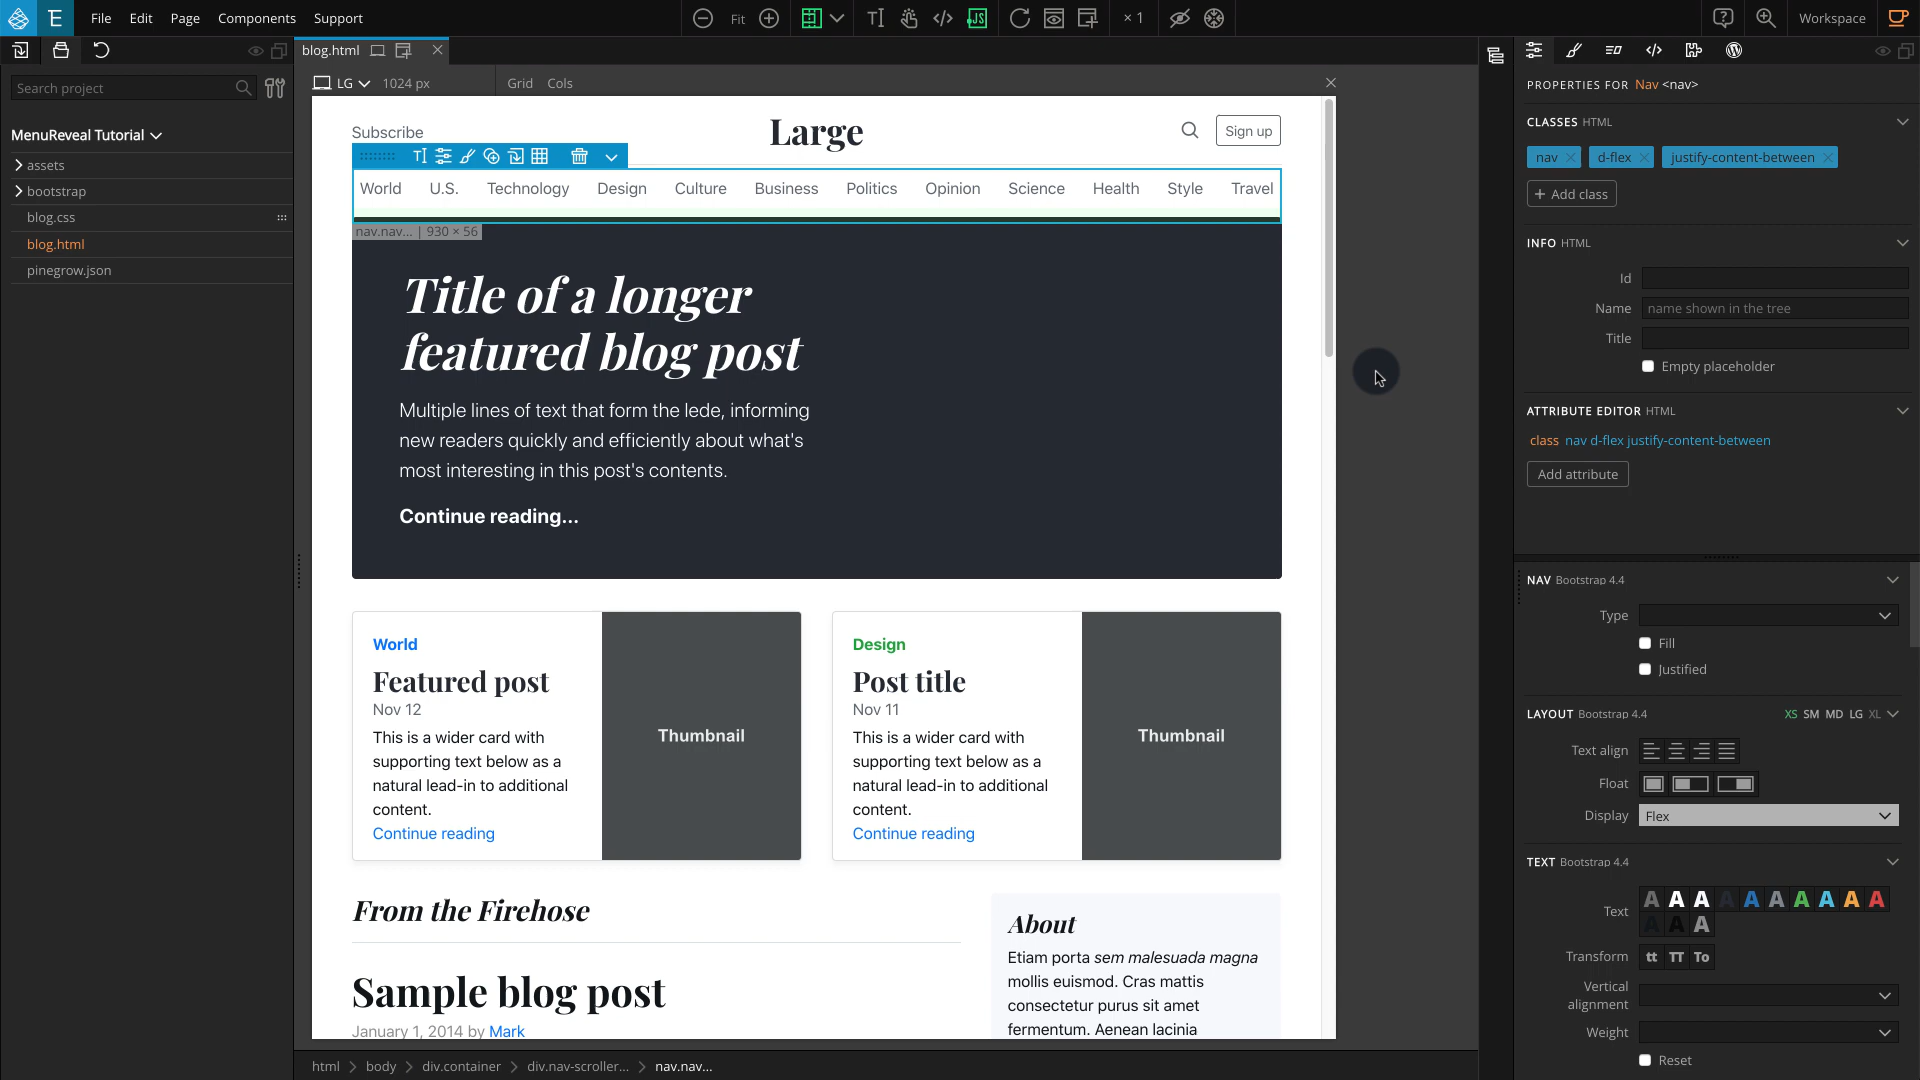 E File Edit Page Components Support Fit × 1 Workspace
blog.html
Search project
LG 1024 px Grid Cols
MenuReveal Tutorial
assets
bootstrap
blog.css
blog.html
pinegrow.json
Subscribe Large Sign up
World U.S. Technology Design Culture Business Politics Opinion Science Health Style Travel
nav.nav... | 930 × 56
Title of a longer
featured blog post
Multiple lines of text that form the lede, informing
new readers quickly and efficiently about what's
most interesting in this post's contents.
Continue reading...
World
Featured post
Nov 12
This is a wider card with
supporting text below as a
natural lead-in to additional
content.
Continue reading
Thumbnail
Design
Post title
Nov 11
This is a wider card with
supporting text below as a
natural lead-in to additional
content.
Continue reading
Thumbnail
From the Firehose
Sample blog post
January 1, 2014 by Mark
About
Etiam porta sem malesuada magna
mollis euismod. Cras mattis
consectetur purus sit amet
fermentum. Aenean lacinia
html body div.container div.nav-scroller... nav.nav...
PROPERTIES FOR Nav <nav>
CLASSES HTML
nav d-flex justify-content-between
+ Add class
INFO HTML
Id
Name name shown in the tree
Title
Empty placeholder
ATTRIBUTE EDITOR HTML
class nav d-flex justify-content-between
Add attribute
NAV Bootstrap 4.4
Type
Fill
Justified
LAYOUT Bootstrap 4.4 XS SM MD LG XL
Text align
Float
Display Flex
TEXT Bootstrap 4.4
Text A A A A A A A A A A
A A A
Transform tt TT To
Vertical
alignment
Weight
Reset